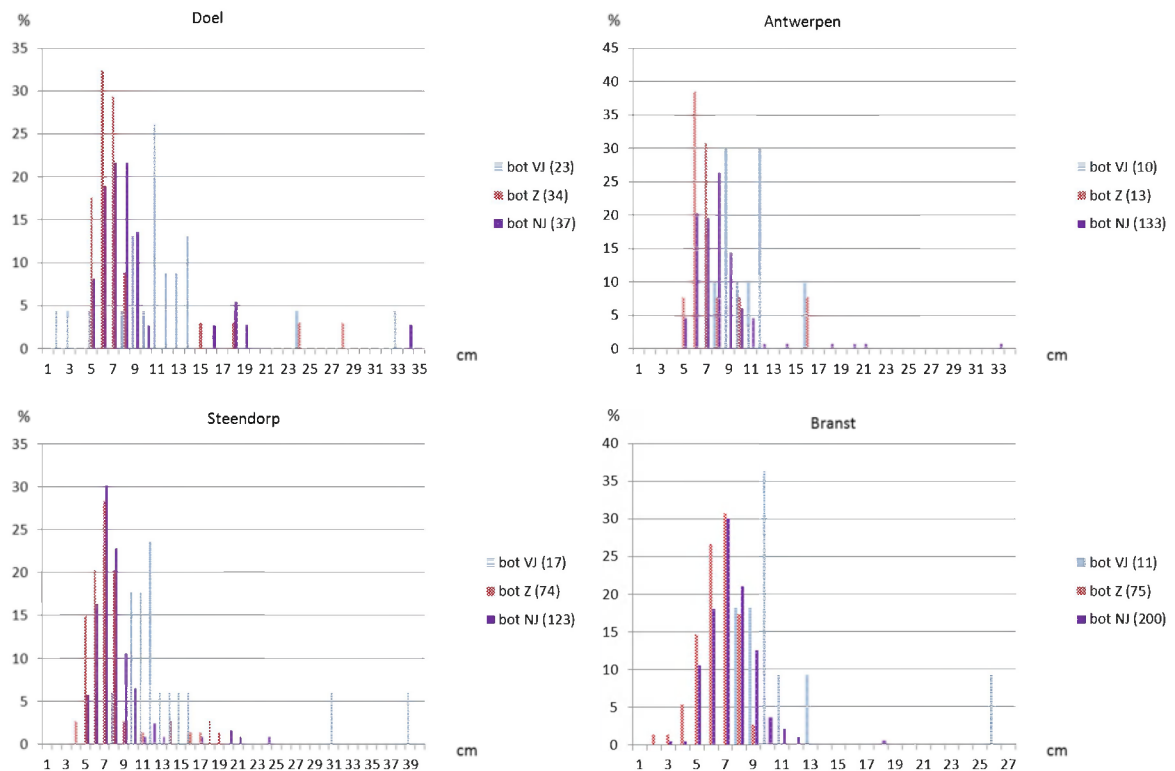 % Doel
35
30
25
20
15
10
5
0
1 3 5 7 9 11 13 15 17 19 21 23 25 27 29 31 33 35 cm
bot VJ (23)
bot Z (34)
bot NJ (37)
% Antwerpen
45
40
35
30
25
20
15
10
5
0
1 3 5 7 9 11 13 15 17 19 21 23 25 27 29 31 33 cm
bot VJ (10)
bot Z (13)
bot NJ (133)
% Steendorp
35
30
25
20
15
10
5
0
1 3 5 7 9 11 13 15 17 19 21 23 25 27 29 31 33 35 37 39 cm
bot VJ (17)
bot Z (74)
bot NJ (123)
% Branst
40
35
30
25
20
15
10
5
0
1 3 5 7 9 11 13 15 17 19 21 23 25 27 cm
bot VJ (11)
bot Z (75)
bot NJ (200)